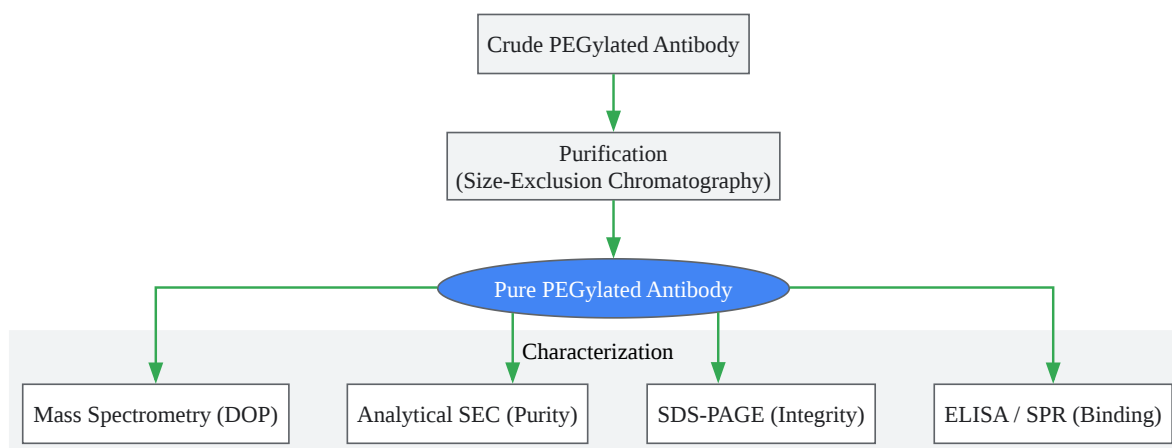 Crude PEGylated Antibody
Purification
(Size-Exclusion Chromatography)
Pure PEGylated Antibody
Characterization
Mass Spectrometry (DOP)
Analytical SEC (Purity)
SDS-PAGE (Integrity)
ELISA / SPR (Binding)